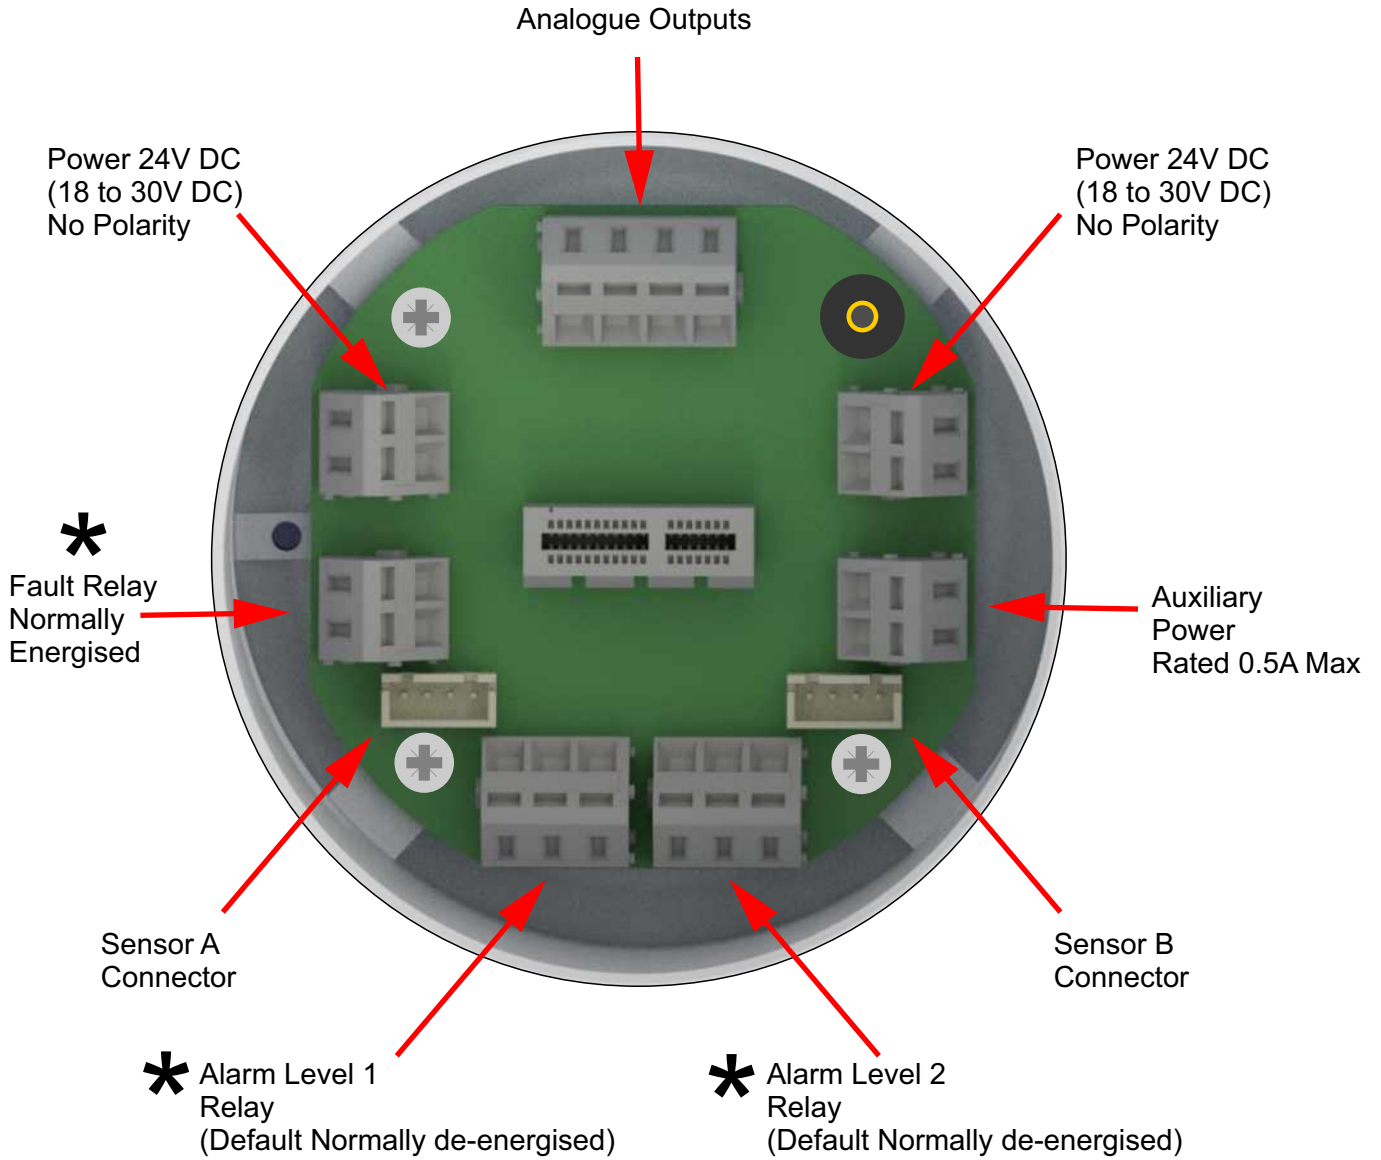 Analogue Outputs
Power 24V DC
(18 to 30V DC)
No Polarity
Power 24V DC
(18 to 30V DC)
No Polarity
*
Fault Relay
Normally
Energised
Auxiliary
Power
Rated 0.5A Max
Sensor A
Connector
Sensor B
Connector
* Alarm Level 1
Relay
(Default Normally de-energised)
* Alarm Level 2
Relay
(Default Normally de-energised)